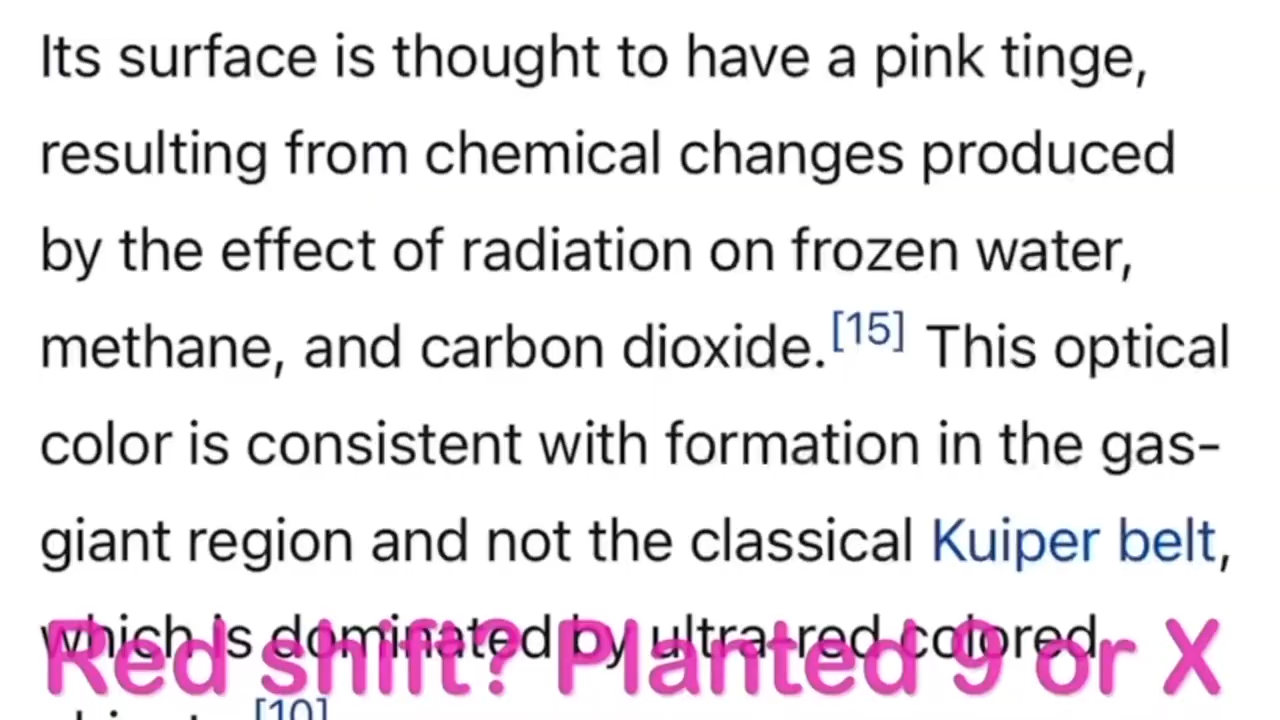 Its surface is thought to have a pink tinge,
resulting from chemical changes produced
by the effect of radiation on frozen water,
methane, and carbon dioxide.[15] This optical
color is consistent with formation in the gas-
giant region and not the classical Kuiper belt,
which is dominated by ultra-red colored
Red shift? Planted 9 or X
[10]